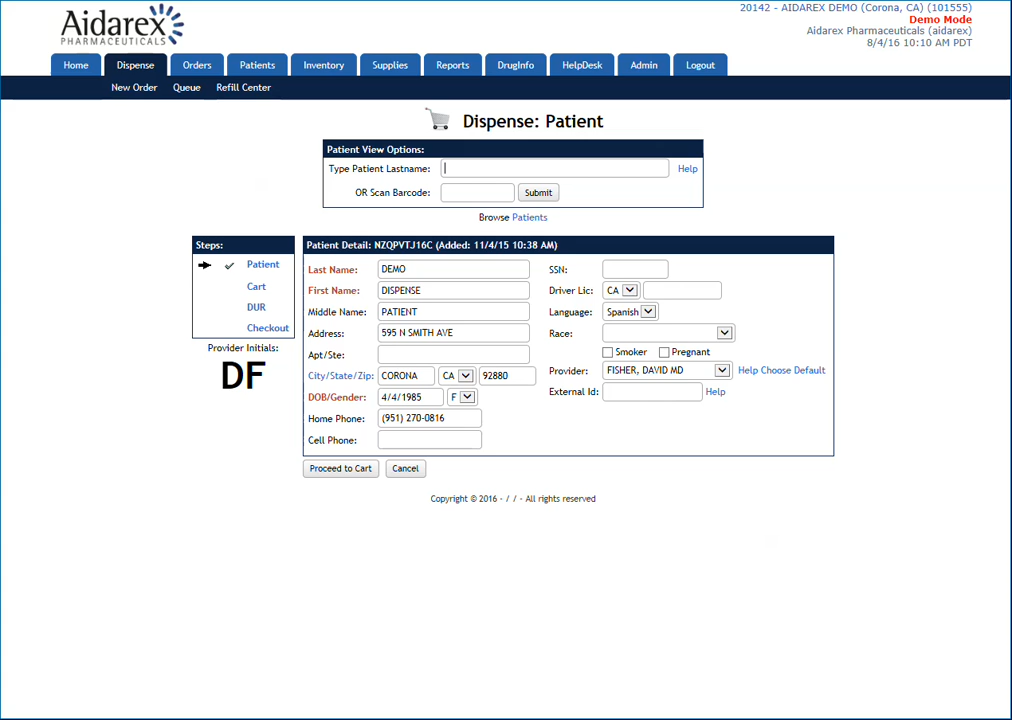 Aidarex
PHARMACEUTICALS
20142 - AIDAREX DEMO (Corona, CA) (101555)
Demo Mode
Aidarex Pharmaceuticals (aidarex)
8/4/16 10:10 AM PDT
Home Dispense Orders Patients Inventory Supplies Reports DrugInfo HelpDesk Admin Logout
New Order Queue Refill Center
Dispense: Patient
Patient View Options:
Type Patient Lastname: Help
OR Scan Barcode: Submit
Browse Patients
Steps:
Patient
Cart
DUR
Checkout
Provider Initials:
DF
Patient Detail: NZQPVTJ16C (Added: 11/4/15 10:38 AM)
Last Name: DEMO SSN:
First Name: DISPENSE Driver Lic: CA
Middle Name: PATIENT Language: Spanish
Address: 595 N SMITH AVE Race:
Apt/Ste: Smoker Pregnant
City/State/Zip: CORONA CA 92880 Provider: FISHER, DAVID MD Help Choose Default
DOB/Gender: 4/4/1985 F External Id: Help
Home Phone: (951) 270-0816
Cell Phone:
Proceed to Cart Cancel
Copyright © 2016 - / / - All rights reserved